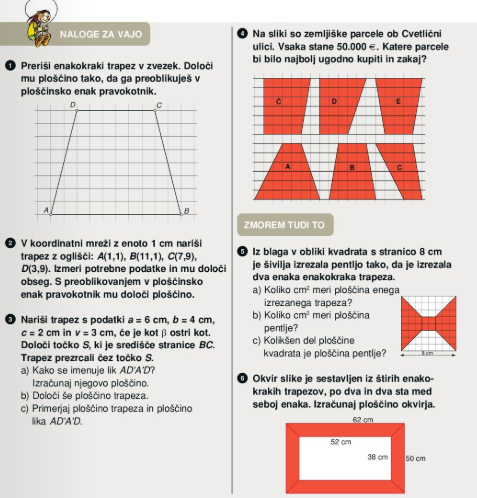 NALOGE ZA VAJO
1 Preriši enakokraki trapez v zvezek. Določi
mu ploščino tako, da ga preoblikuješ v
ploščinsko enak pravokotnik.
D C
A B
2 V koordinatni mreži z enoto 1 cm nariši
trapez z oglišči: A(1,1), B(11,1), C(7,9),
D(3,9). Izmeri potrebne podatke in mu določi
obseg. S preoblikovanjem v ploščinsko
enak pravokotnik mu določi ploščino.
3 Nariši trapez s podatki a = 6 cm, b = 4 cm,
c = 2 cm in v = 3 cm, če je kot β ostri kot.
Določi točko S, ki je središče stranice BC.
Trapez prezrcali čez točko S.
a) Kako se imenuje lik AD'A'D?
Izračunaj njegovo ploščino.
b) Določi še ploščino trapeza.
c) Primerjaj ploščino trapeza in ploščino
lika AD'A'D.
4 Na sliki so zemljiške parcele ob Cvetlični
ulici. Vsaka stane 50.000 €. Katere parcele
bi bilo najbolj ugodno kupiti in zakaj?
Č D E
A B C
ZMOREM TUDI TO
5 Iz blaga v obliki kvadrata s stranico 8 cm
je šivilja izrezala pentljo tako, da je izrezala
dva enaka enakokraka trapeza.
a) Koliko cm² meri ploščina enega
izrezanega trapeza?
b) Koliko cm² meri ploščina
pentlje?
c) Kolikšen del ploščine
kvadrata je ploščina pentlje?
8 cm
6 Okvir slike je sestavljen iz štirih enako-
krakih trapezov, po dva in dva sta med
seboj enaka. Izračunaj ploščino okvirja.
62 cm
52 cm
38 cm 50 cm